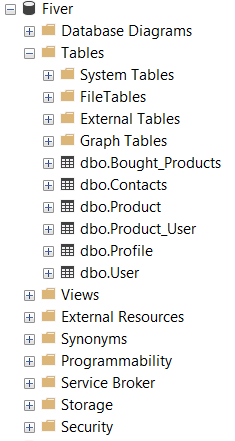 Fiver
Database Diagrams
Tables
System Tables
FileTables
External Tables
Graph Tables
dbo.Bought_Products
dbo.Contacts
dbo.Product
dbo.Product_User
dbo.Profile
dbo.User
Views
External Resources
Synonyms
Programmability
Service Broker
Storage
Security